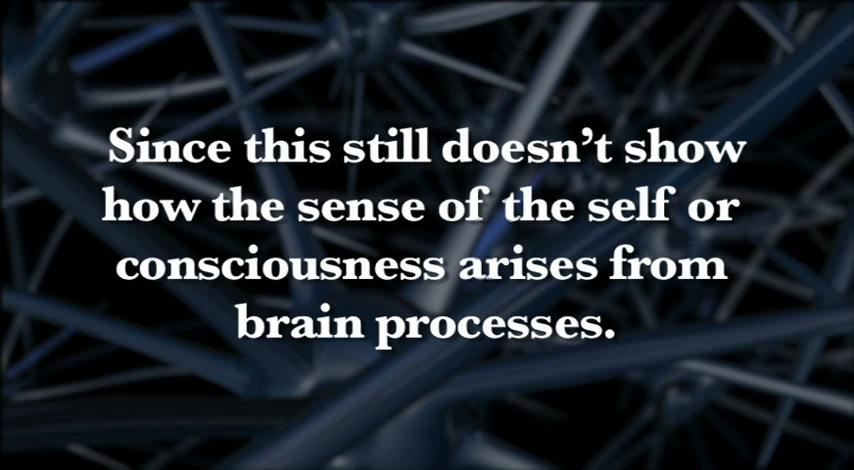 Since this still doesn’t show
how the sense of the self or
consciousness arises from
brain processes.